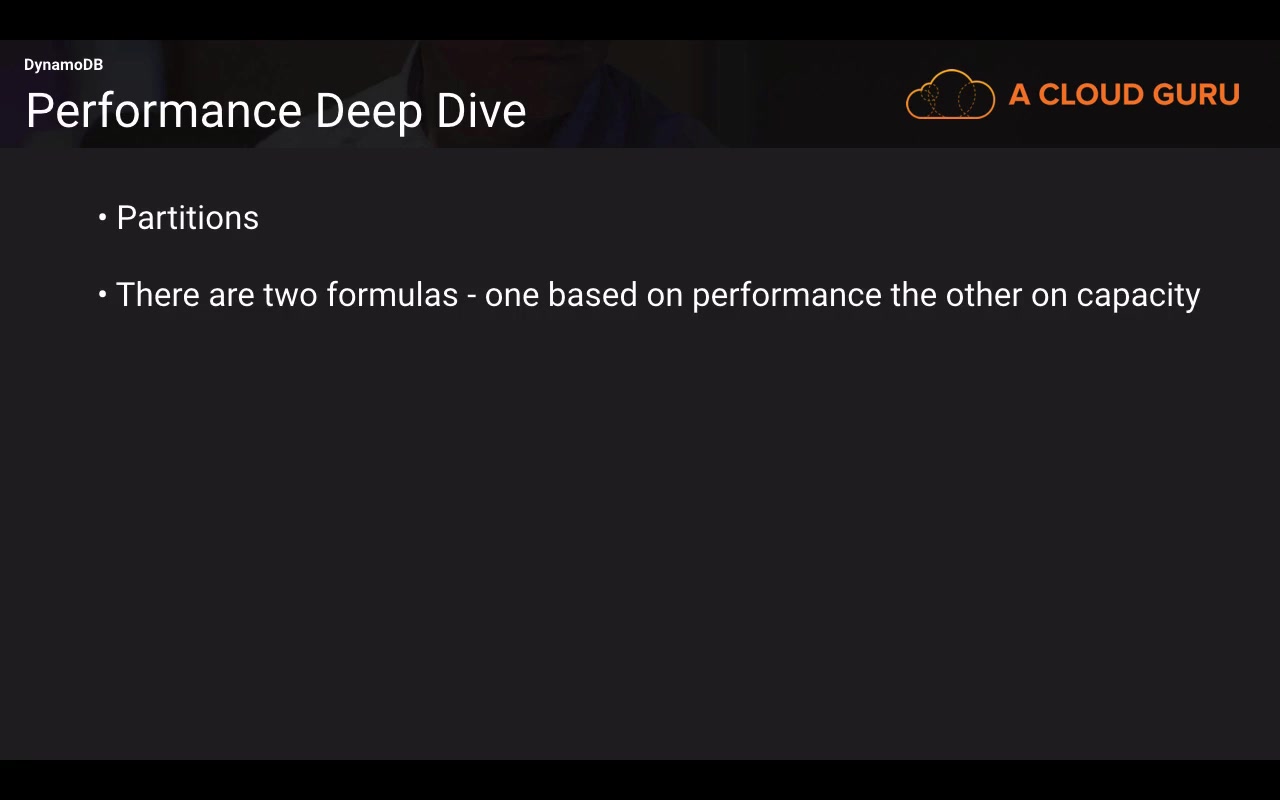 DynamoDB
Performance Deep Dive
A CLOUD GURU
• Partitions
• There are two formulas - one based on performance the other on capacity